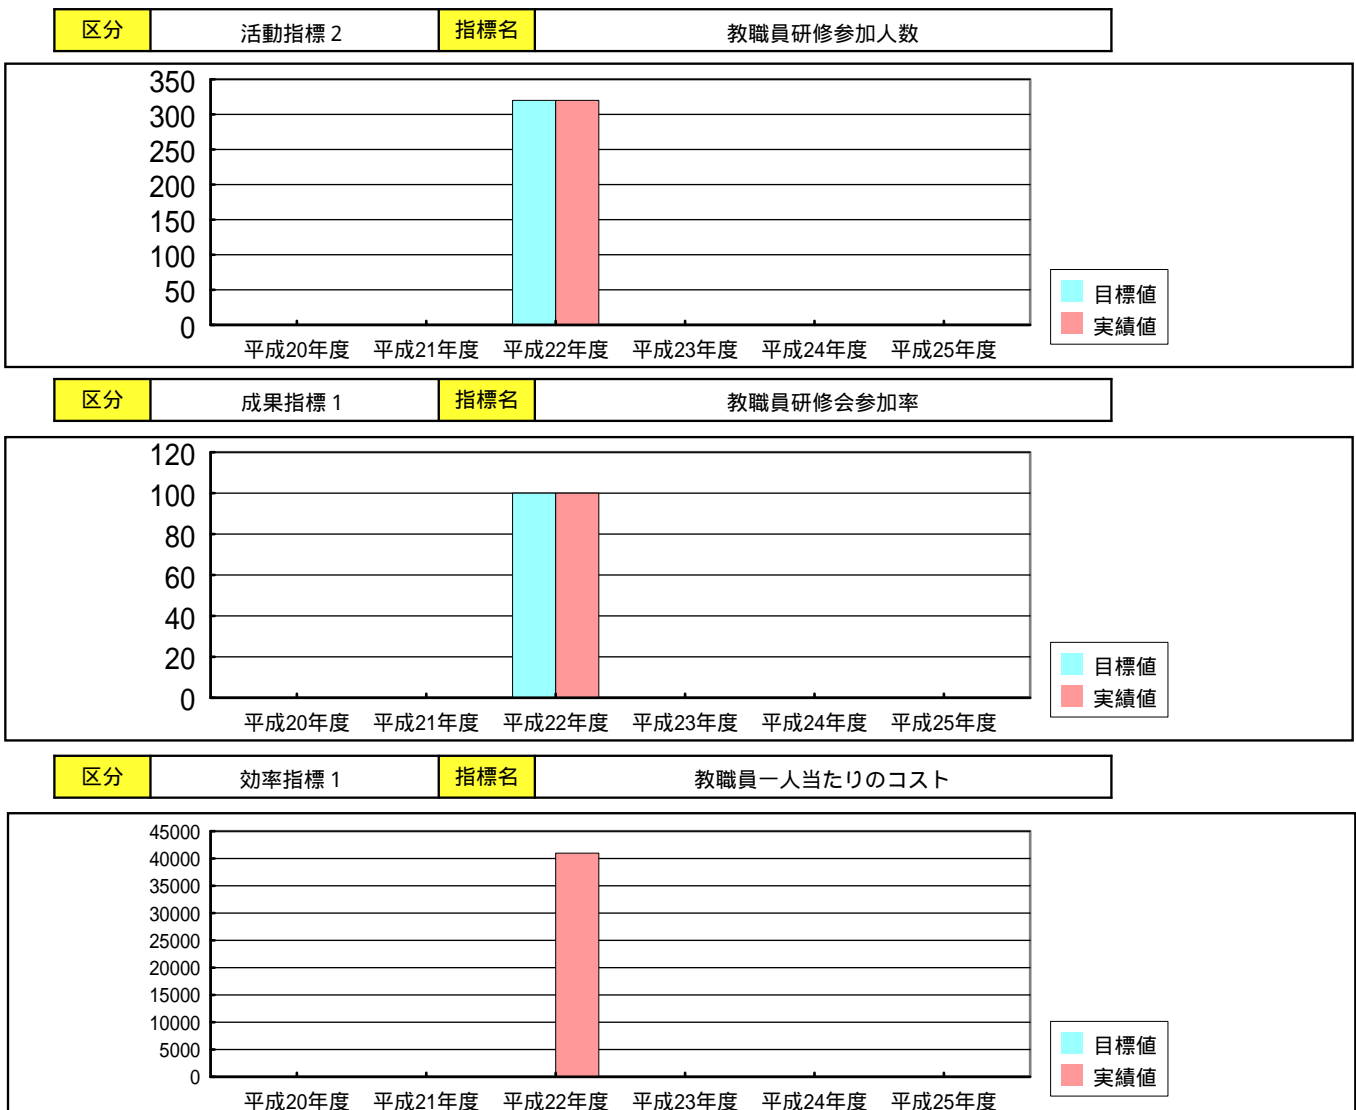 区分 活動指標2 指標名 教職員研修参加人数
350
300
250
200
150
100
50
0
平成20年度 平成21年度 平成22年度 平成23年度 平成24年度 平成25年度
目標値
実績値
区分 成果指標1 指標名 教職員研修会参加率
120
100
80
60
40
20
0
平成20年度 平成21年度 平成22年度 平成23年度 平成24年度 平成25年度
目標値
実績値
区分 効率指標1 指標名 教職員一人当たりのコスト
45000
40000
35000
30000
25000
20000
15000
10000
5000
0
平成20年度 平成21年度 平成22年度 平成23年度 平成24年度 平成25年度
目標値
実績値